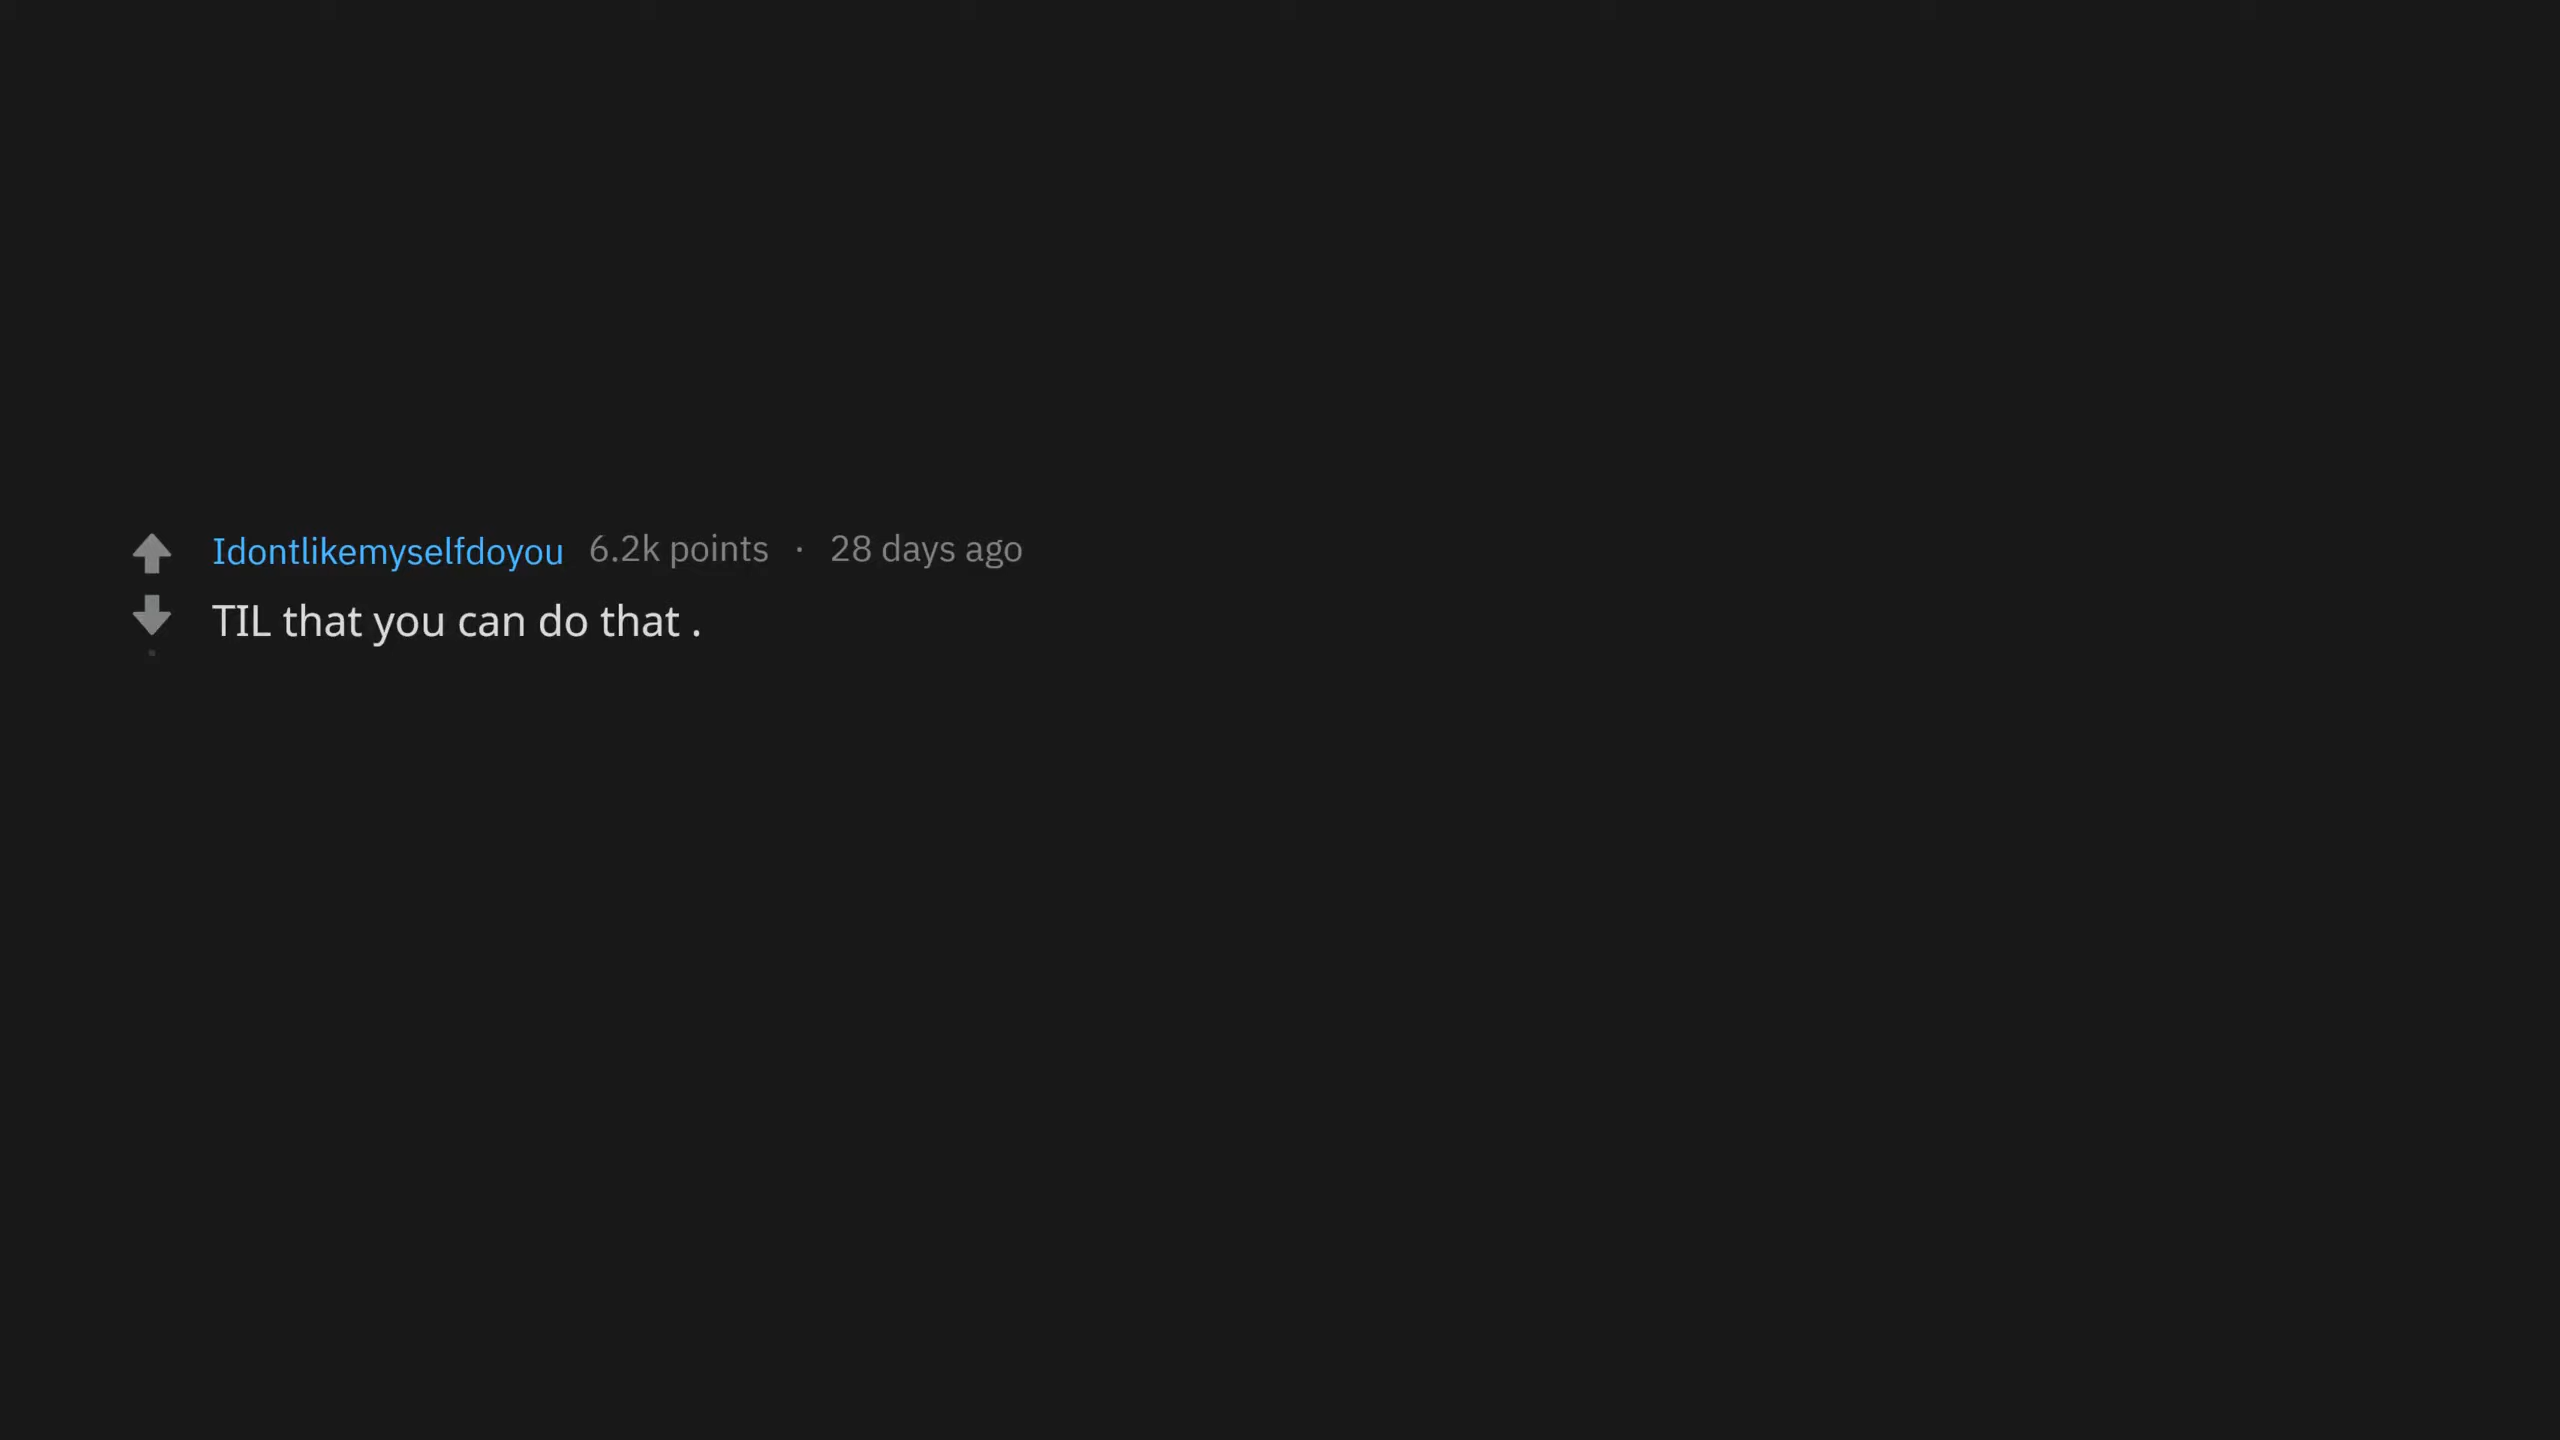 Idontlikemyselfdoyou 6.2k points · 28 days ago
TIL that you can do that .